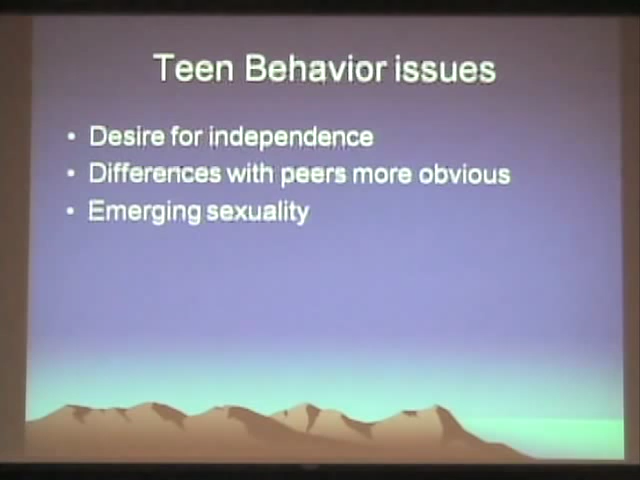 Teen Behavior issues
• Desire for independence
• Differences with peers more obvious
• Emerging sexuality